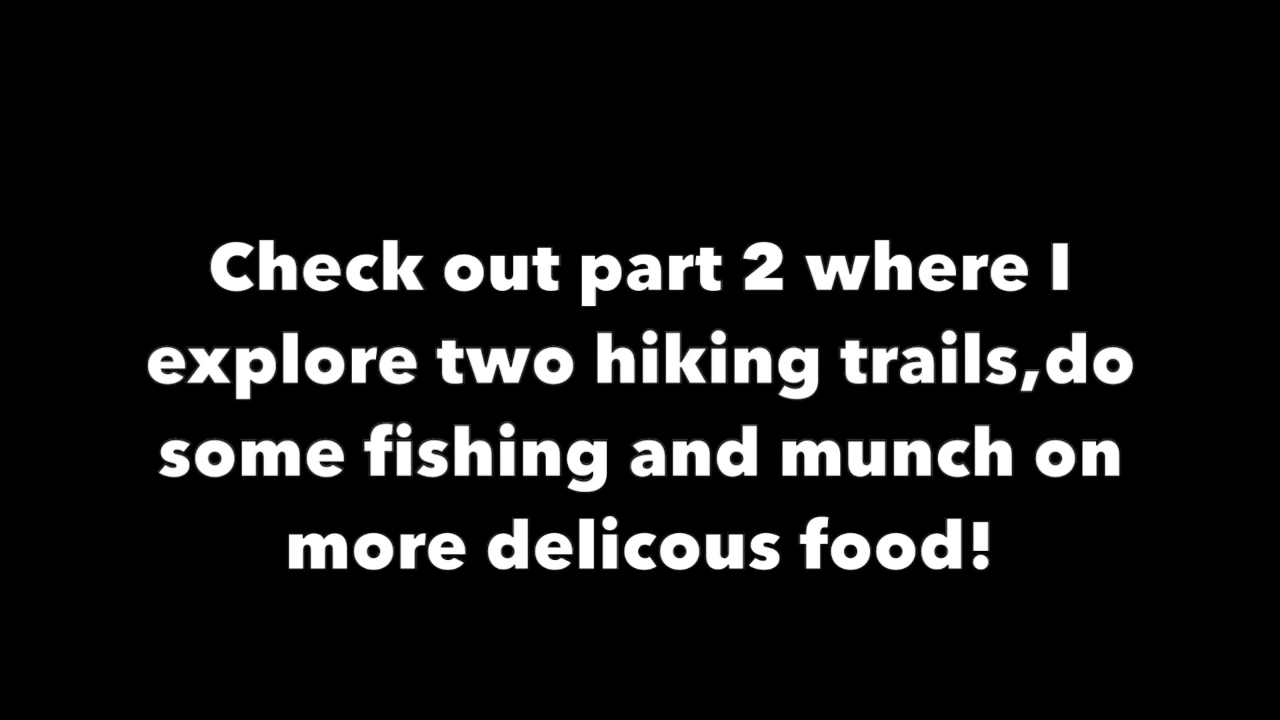 Check out part 2 where I
explore two hiking trails,do
some fishing and munch on
more delicous food!